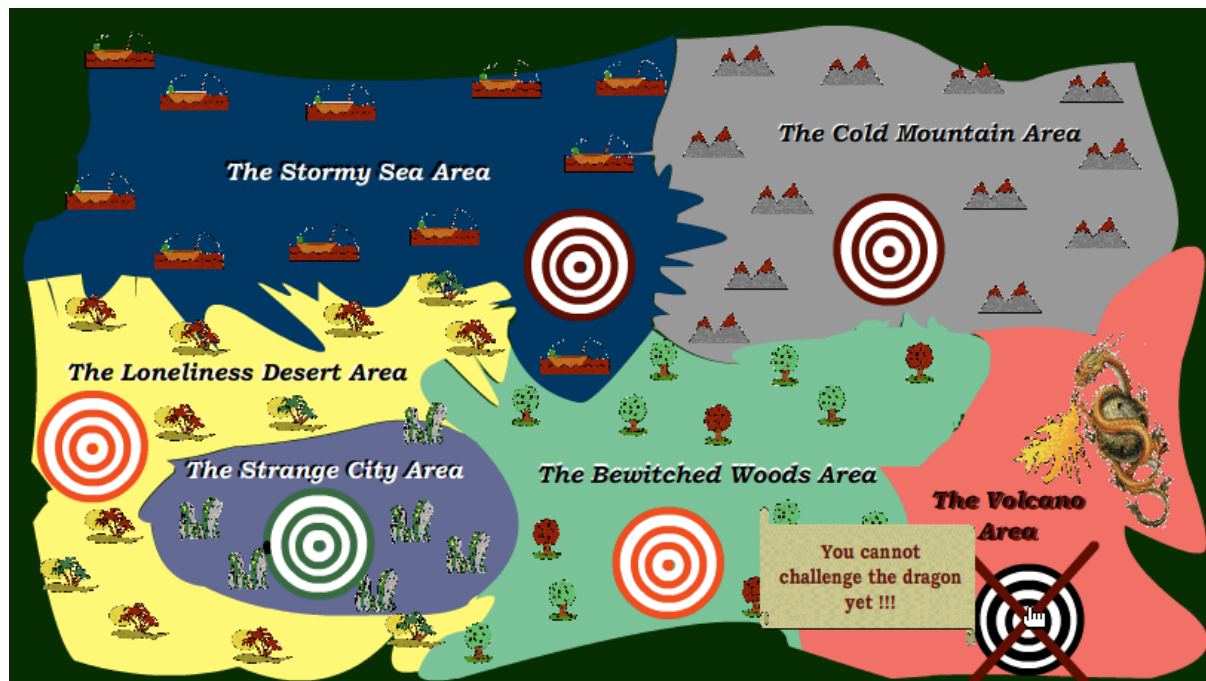 The Cold Mountain Area
The Stormy Sea Area
The Loneliness Desert Area
The Strange City Area
The Bewitched Woods Area
The Volcano
Area
You cannot
challenge the dragon
yet !!!